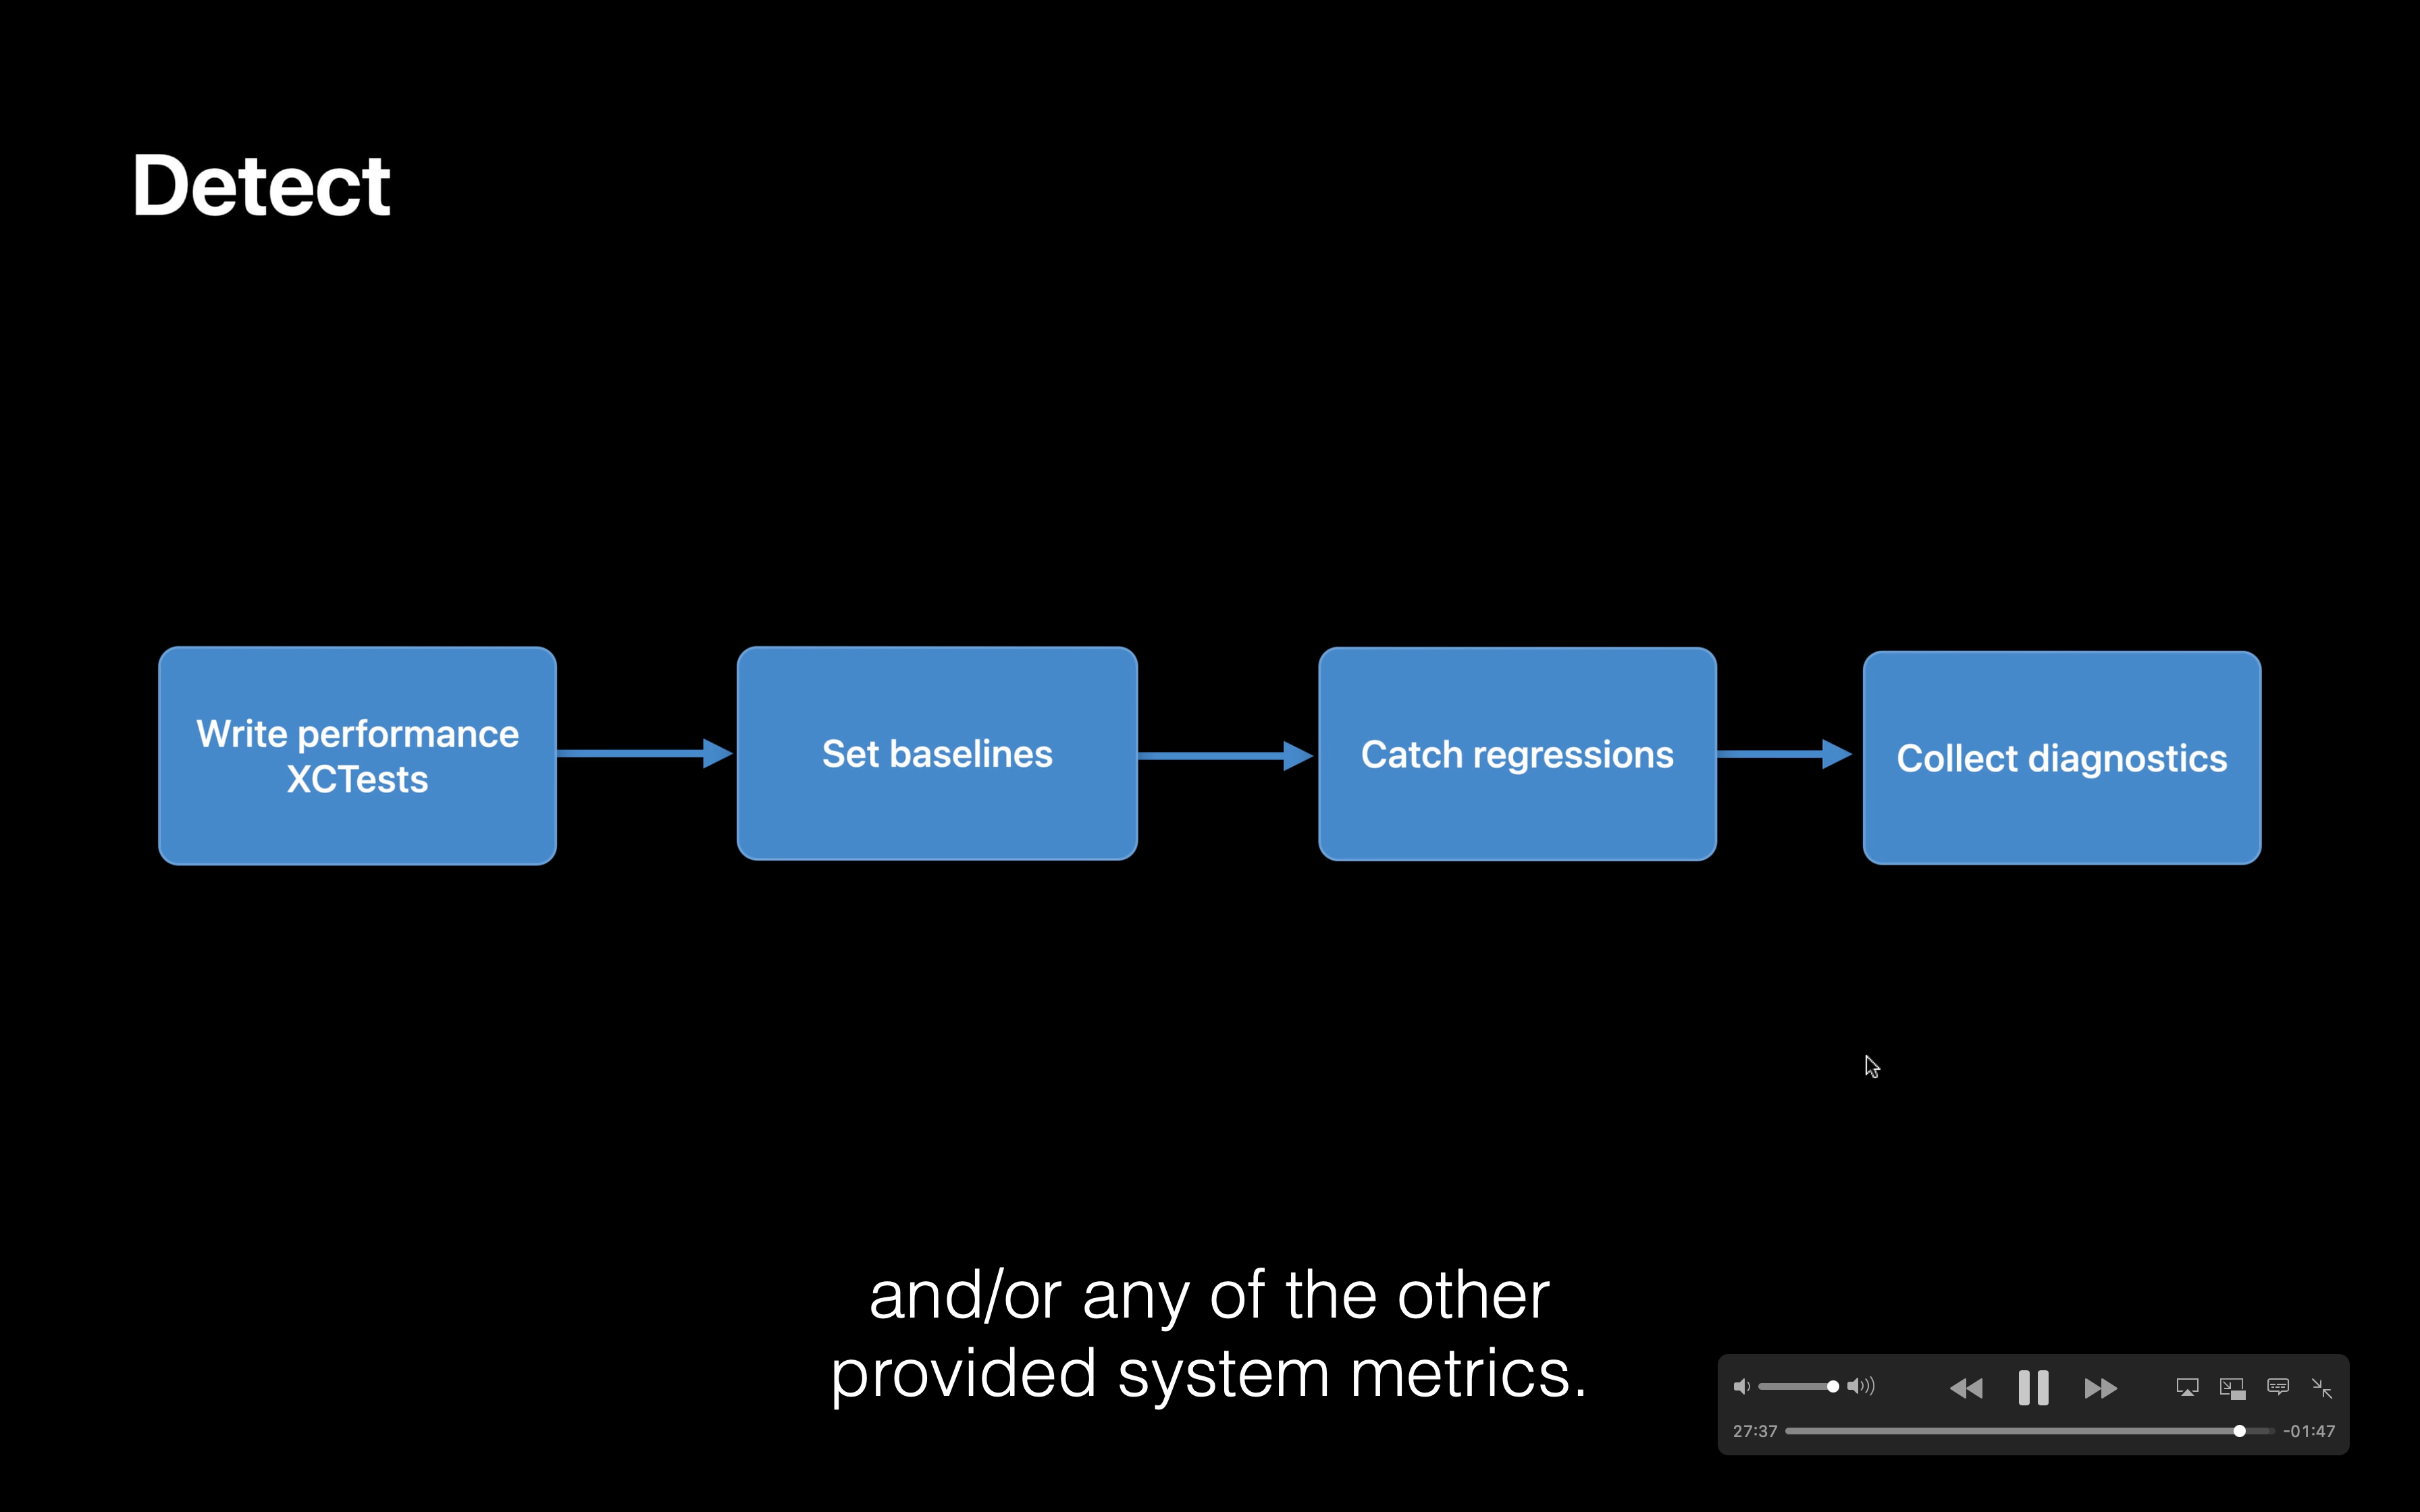 Detect
Write performance
XCTests
Set baselines
Catch regressions
Collect diagnostics
and/or any of the other
provided system metrics.
27:37
-01:47